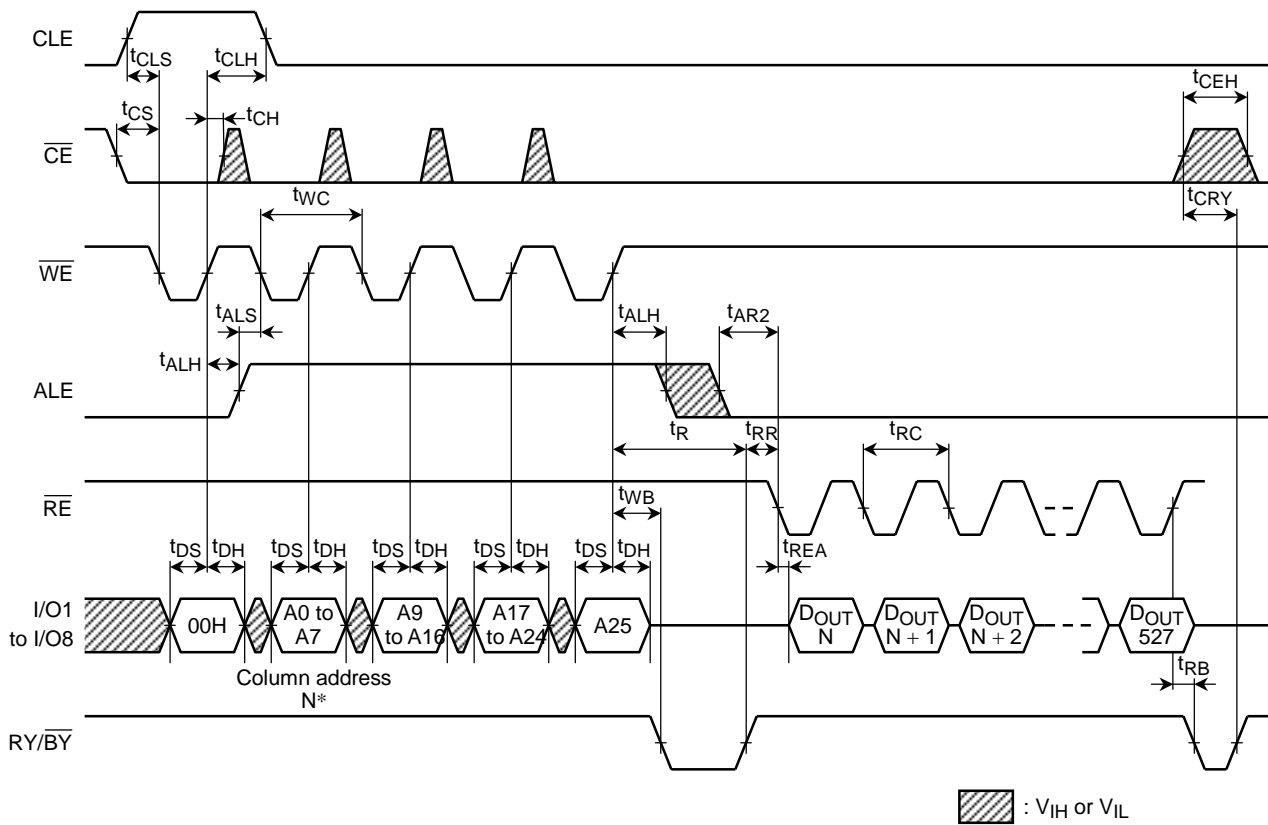 CLE
tCLS
tCLH
tCEH
tCS
tCH
CE
tWC
tCRY
WE
tALS
tALH
tAR2
tALH
ALE
tR
tRR
tRC
RE
tWB
tREA
tDS tDH tDS tDH tDS tDH tDS tDH tDS tDH
I/O1
to I/O8
00H
A0 to
A7
A9
to A16
A17
to A24
A25
DOUT
N
DOUT
N + 1
DOUT
N + 2
DOUT
527
Column address
N*
tRB
RY/BY
: VIH or VIL